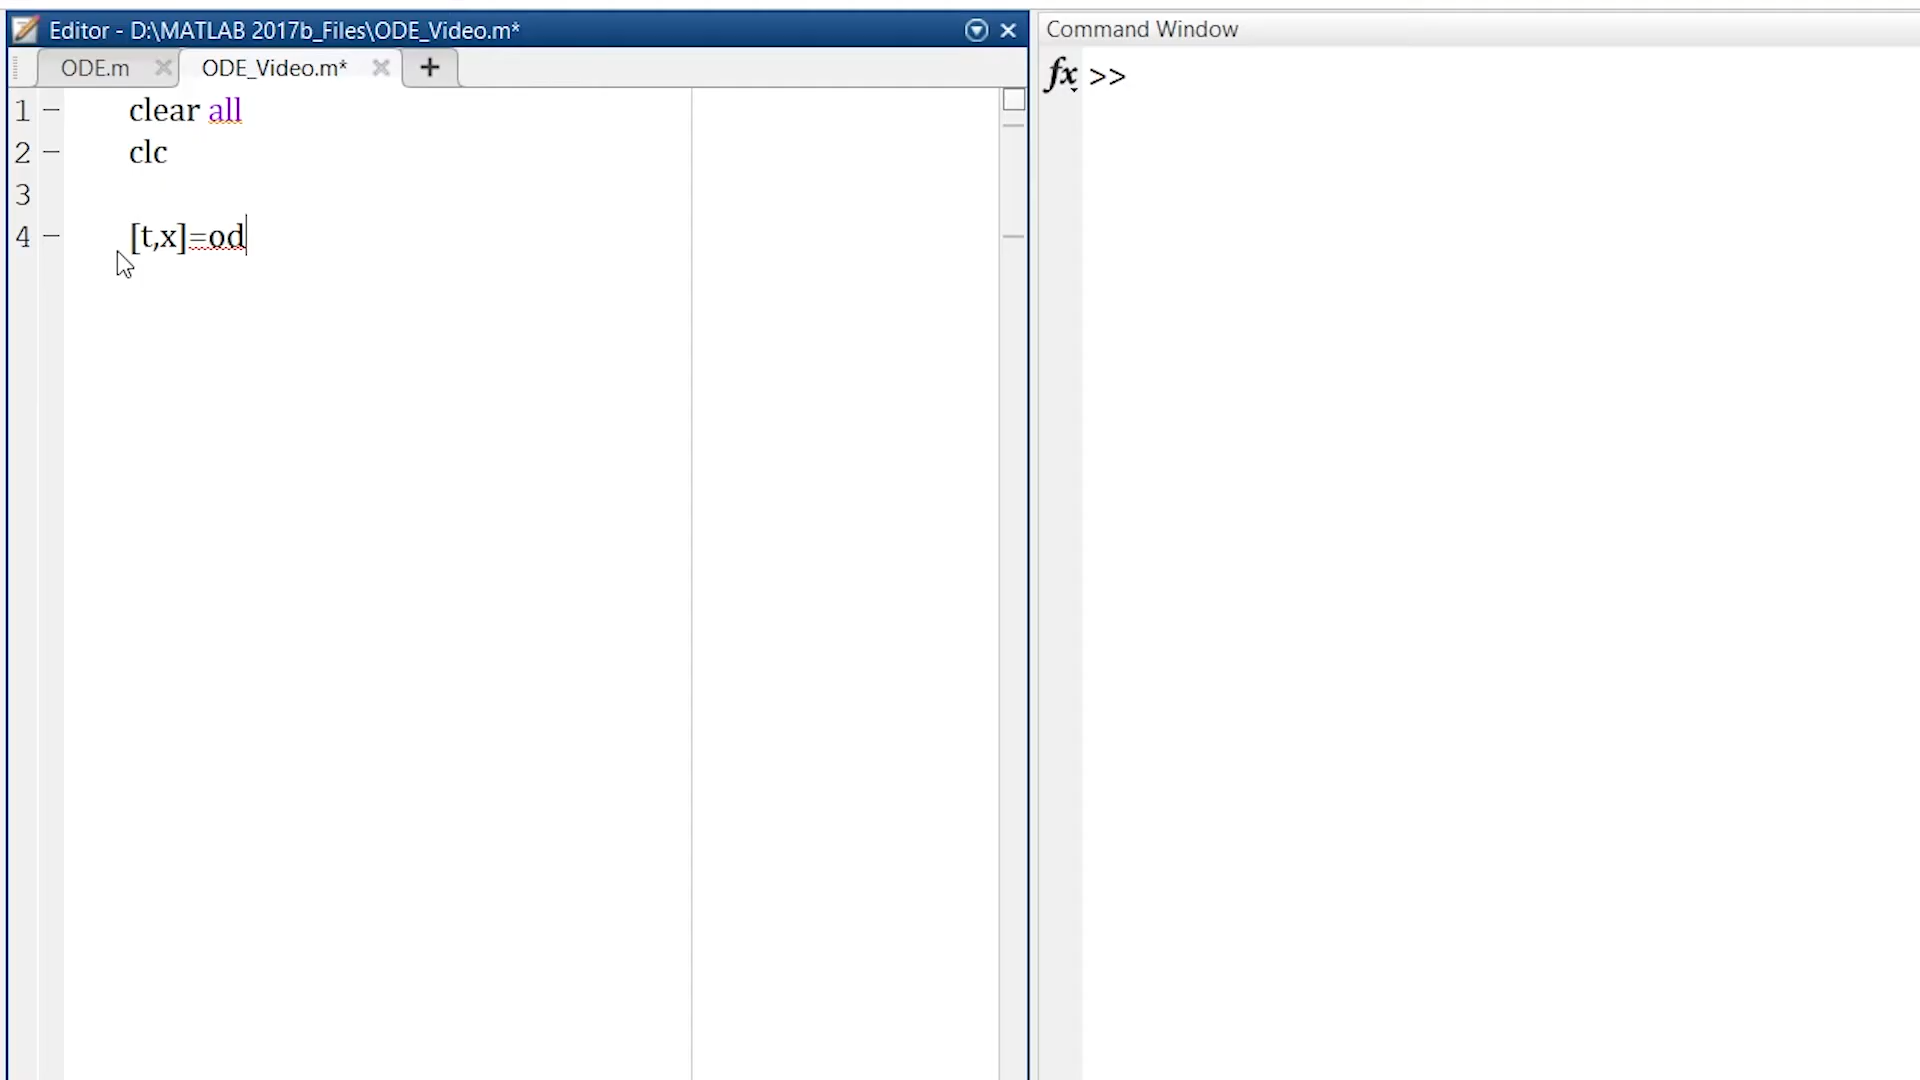 Editor - D:\MATLAB 2017b_Files\ODE_Video.m*
ODE.m ODE_Video.m* +
1 – clear all
2 – clc
3
4 – [t,x]=od
Command Window
fx >>